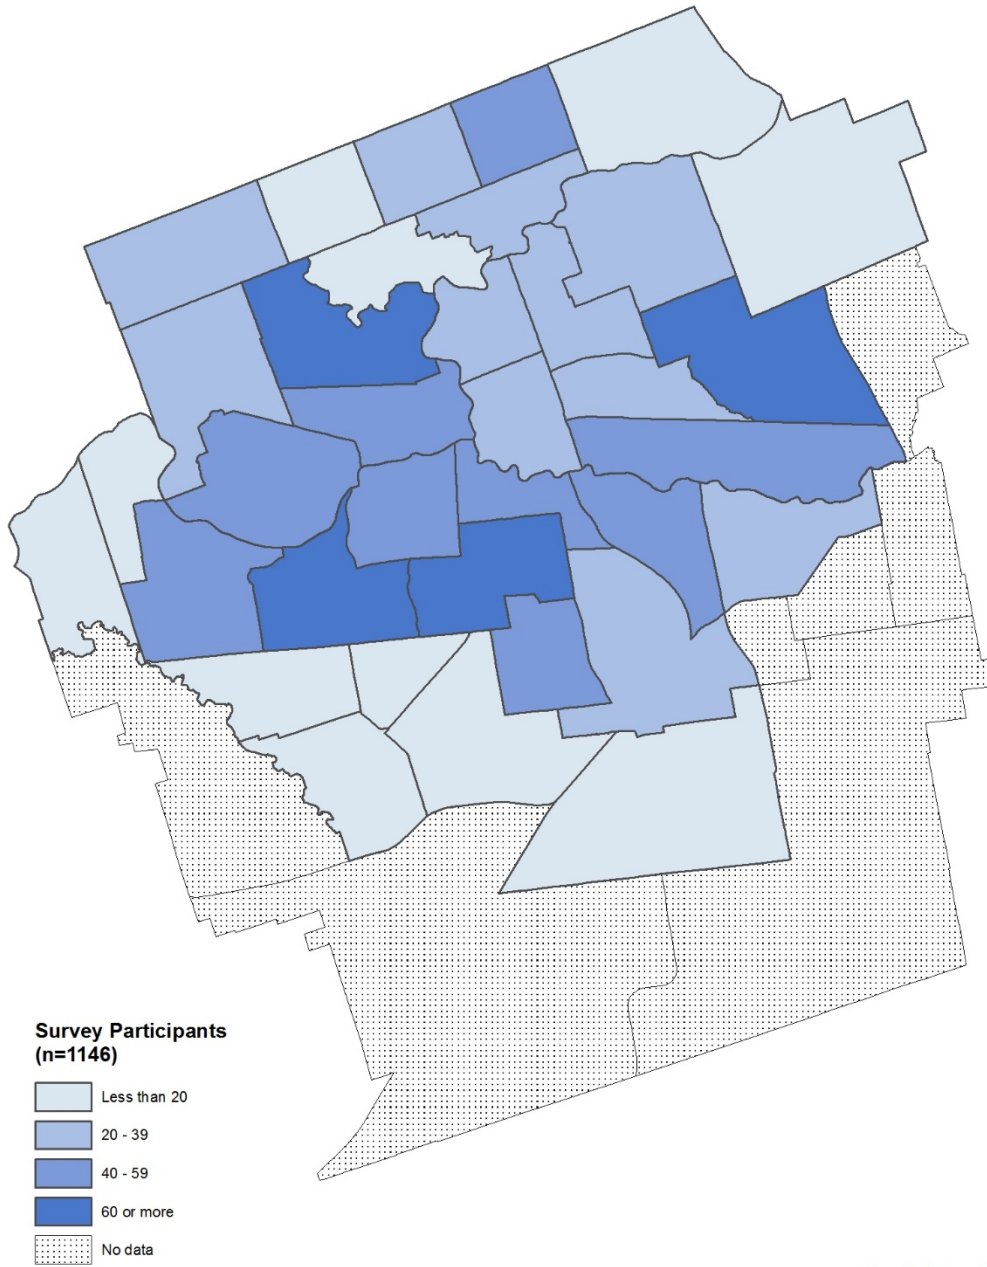 Survey Participants
(n=1146)
Less than 20
20 - 39
40 - 59
60 or more
No data